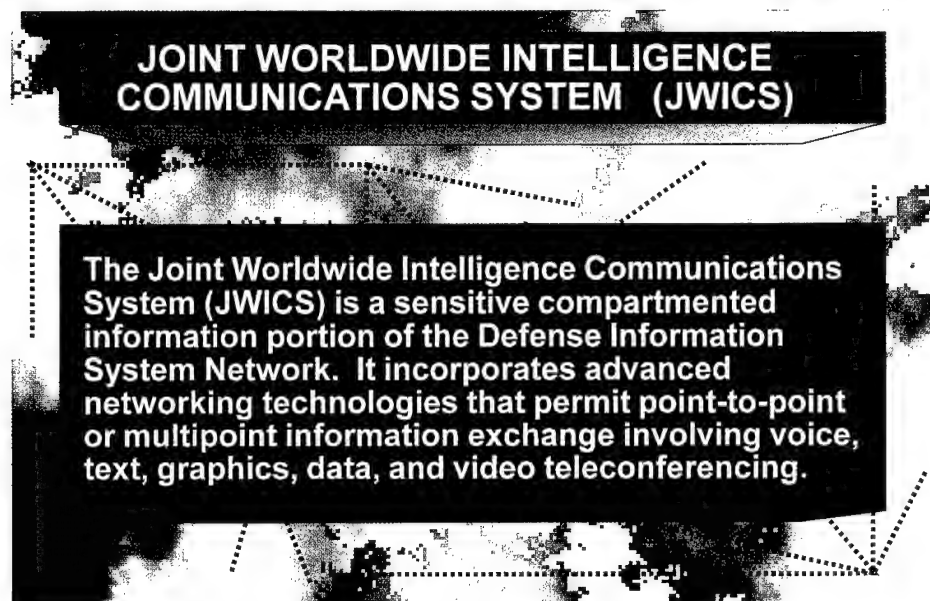 JOINT WORLDWIDE INTELLIGENCE
COMMUNICATIONS SYSTEM (JWICS)
The Joint Worldwide Intelligence Communications
System (JWICS) is a sensitive compartmented
information portion of the Defense Information
System Network. It incorporates advanced
networking technologies that permit point-to-point
or multipoint information exchange involving voice,
text, graphics, data, and video teleconferencing.